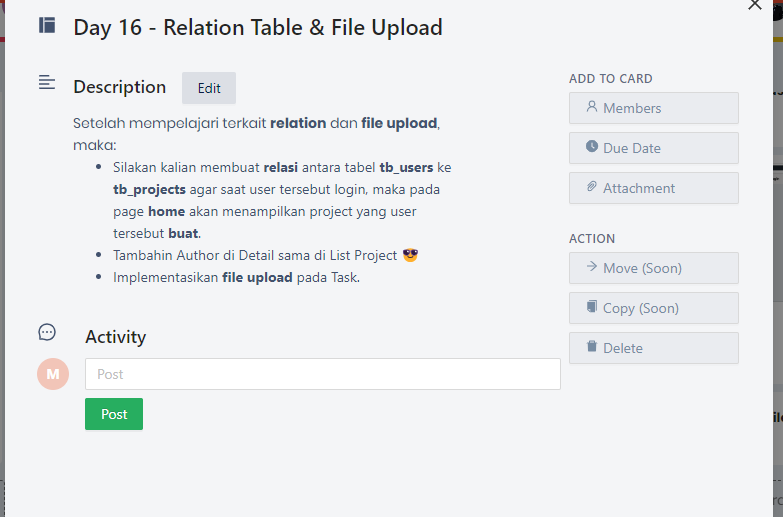 Day 16 - Relation Table & File Upload
Description
Edit
Setelah mempelajari terkait relation dan file upload,
maka:
Silakan kalian membuat relasi antara tabel tb_users ke
tb_projects agar saat user tersebut login, maka pada
page home akan menampilkan project yang user
tersebut buat.
Tambahin Author di Detail sama di List Project 😎
Implementasikan file upload pada Task.
Activity
M
Post
Post
ADD TO CARD
Members
Due Date
Attachment
ACTION
Move (Soon)
Copy (Soon)
Delete